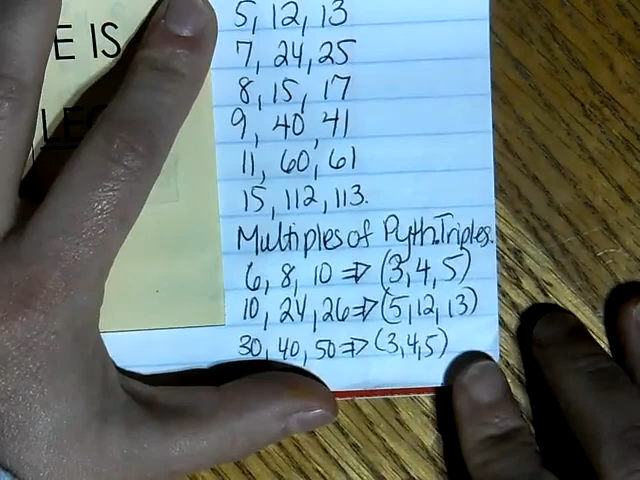 E IS
5, 12, 13
7, 24, 25
8, 15, 17
9, 40, 41
11, 60, 61
15, 112, 113.
Multiples of Pyth.Triples.
6, 8, 10 ⇒ (3, 4, 5)
10, 24, 26 ⇒ (5, 12, 13)
30, 40, 50 ⇒ (3, 4, 5)